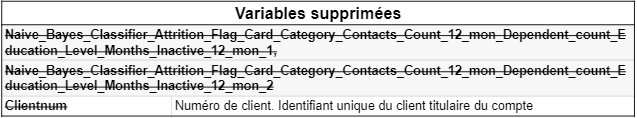 Variables supprimées
Naive_Bayes_Classifier_Attrition_Flag_Card_Category_Contacts_Count_12_mon_Dependent_count_E
ducation_Level_Months_Inactive_12_mon_1,
Naive_Bayes_Classifier_Attrition_Flag_Card_Category_Contacts_Count_12_mon_Dependent_count_E
ducation_Level_Months_Inactive_12_mon_2
Clientnum Numéro de client. Identifiant unique du client titulaire du compte